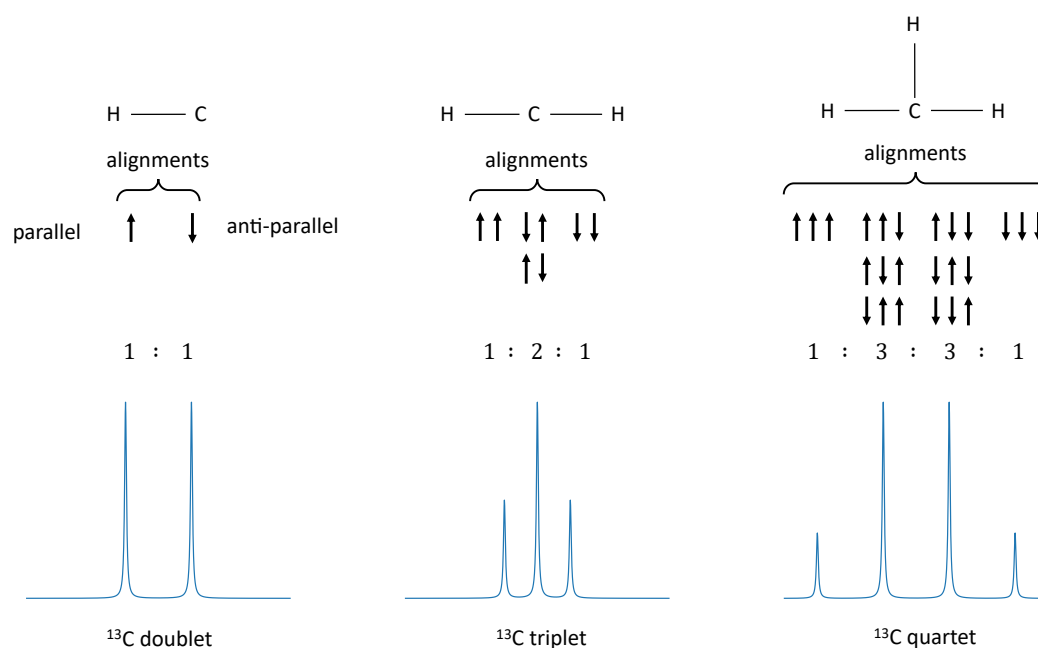 H
H C
H C H
H C H
alignments
alignments
alignments
parallel
anti-parallel
1 : 1
1 : 2 : 1
1 : 3 : 3 : 1
¹³C doublet
¹³C triplet
¹³C quartet